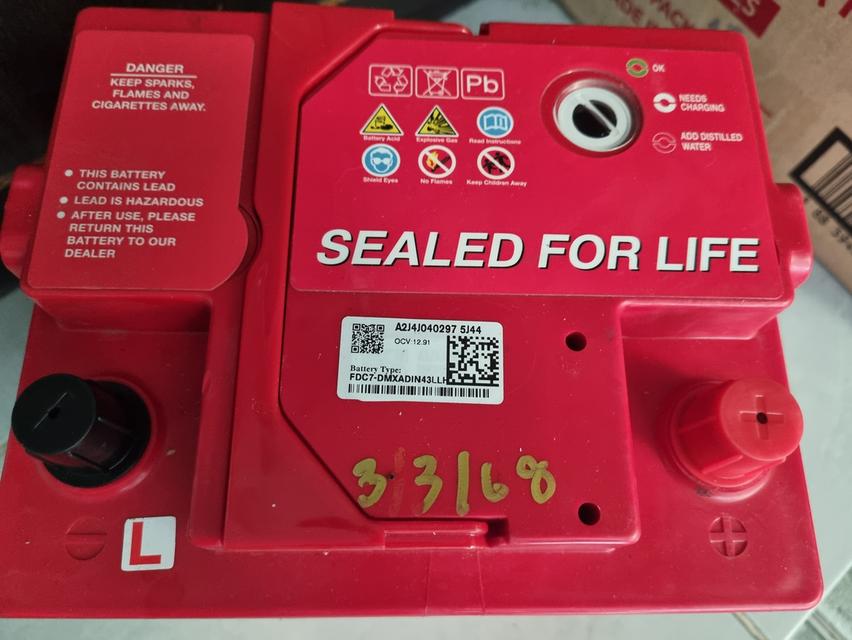 DANGER
KEEP SPARKS,
FLAMES AND
CIGARETTES AWAY.
THIS BATTERY
CONTAINS LEAD
LEAD IS HAZARDOUS
AFTER USE, PLEASE
RETURN THIS
BATTERY TO OUR
DEALER
Pb
Battery Acid
Explosive Gas
Read Instructions
Shield Eyes
No Flames
Keep Children Away
OK
NEEDS
CHARGING
ADD DISTILLED
WATER
SEALED FOR LIFE
A2J4J040297 5J44
OCV:12.91
Battery Type:
FDC7-DMXADIN43LLH
3/3/68
L